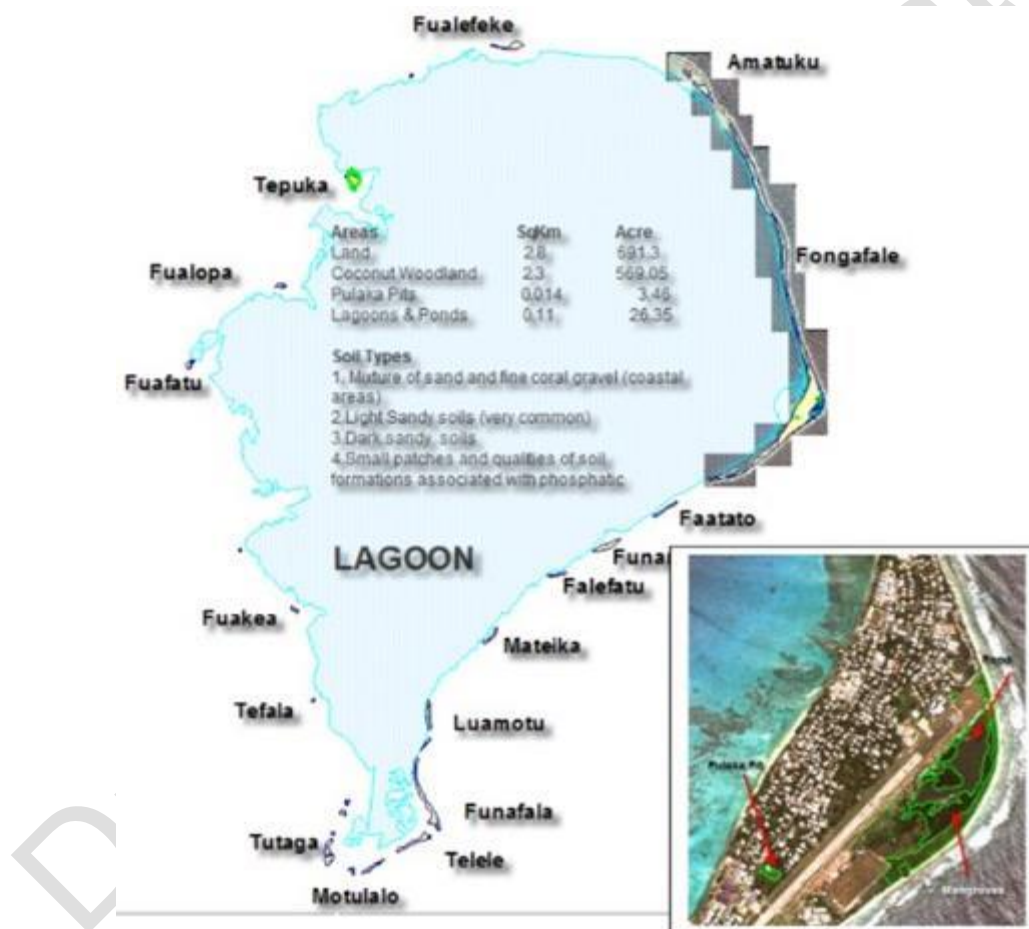 Fualefeke
Amatuku
Tepuka
Areas SqKm Acre
Land 2.8 691.3
Coconut Woodland 2.3 569.05
Pulaka Pits 0.014 3.46
Lagoons & Ponds 0.11 26.35
Fongafale
Fualopa
Fuafatu
Soil Types
1. Mixture of sand and fine coral gravel (coastal
areas)
2.Light Sandy soils (very common)
3.Dark sandy soils
4.Small patches and qualities of soil
formations associated with phosphatic
LAGOON
Faatato
Funa
Falefatu
Fuakea
Mateika
Tefala
Luamotu
Funafala
Tutaga
Telele
Motulalo
Pond
Pulaka Pit
Mangroves